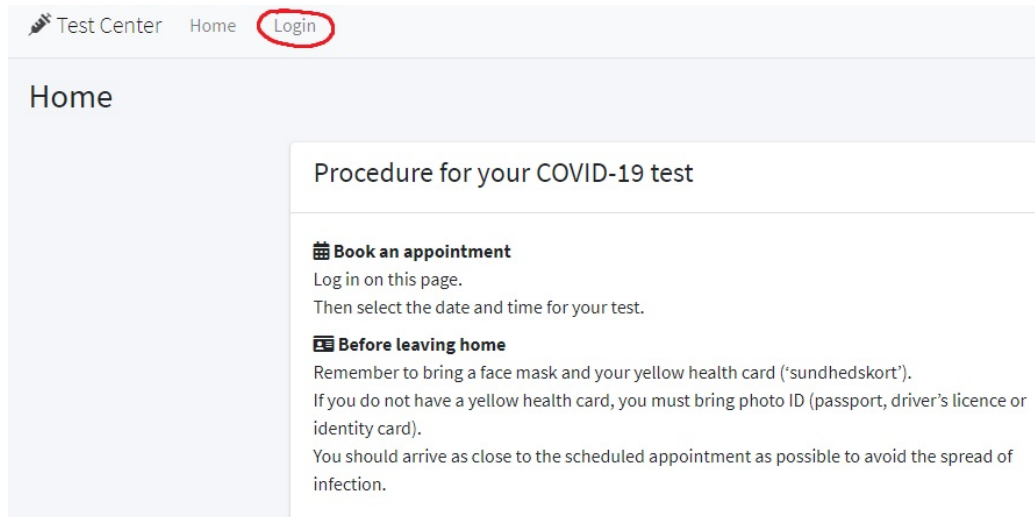 Test Center Home Login
Home
Procedure for your COVID-19 test
Book an appointment
Log in on this page.
Then select the date and time for your test.
Before leaving home
Remember to bring a face mask and your yellow health card (‘sundhedskort’).
If you do not have a yellow health card, you must bring photo ID (passport, driver’s licence or
identity card).
You should arrive as close to the scheduled appointment as possible to avoid the spread of
infection.